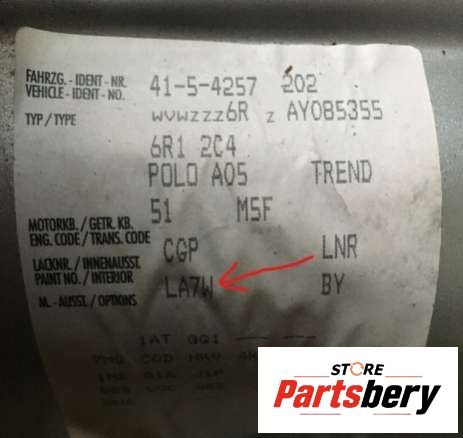 FAHRZG.-IDENT-NR. 41-5-4257 202
VEHICLE-IDENT-NO.
TYP/TYPE WVWZZZ6R Z AY085355
6R1 2C4
POLO A05 TREND
51 M5F
MOTORKB./GETR. KB.
ENG. CODE/TRANS. CODE CGP LNR
LACKNR./INNENAUSST.
PAINT NO./INTERIOR LA7W BY
M.-AUSST./OPTIONS
1AT
STORE
Partsbery